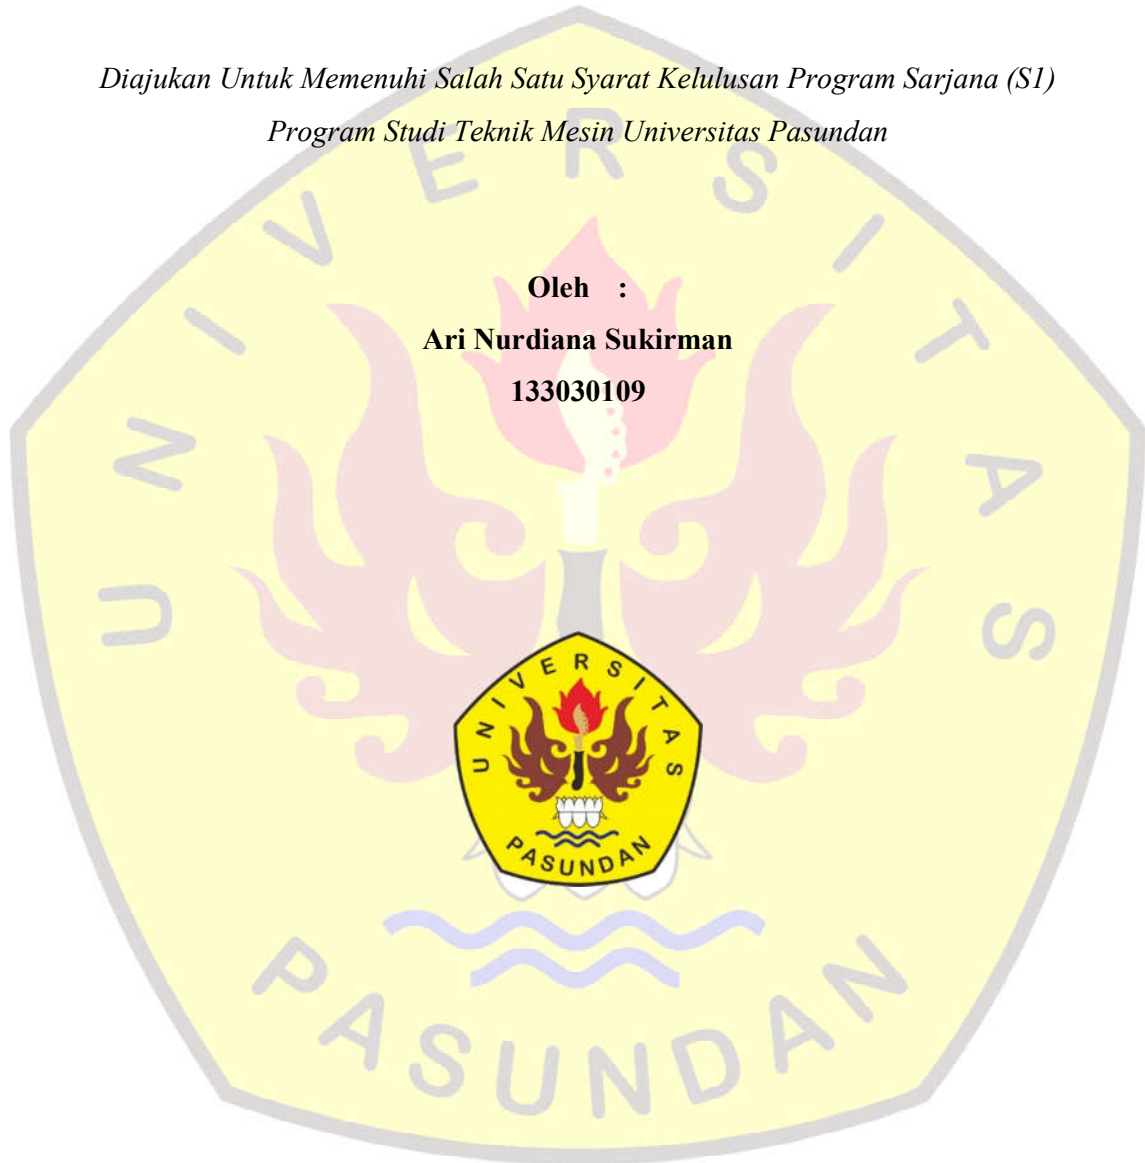 Diajukan Untuk Memenuhi Salah Satu Syarat Kelulusan Program Sarjana (S1)
Program Studi Teknik Mesin Universitas Pasundan
Oleh :
Ari Nurdiana Sukirman
133030109
UNIVERSITAS
PASUNDAN
UNIVERSITAS
PASUNDAN